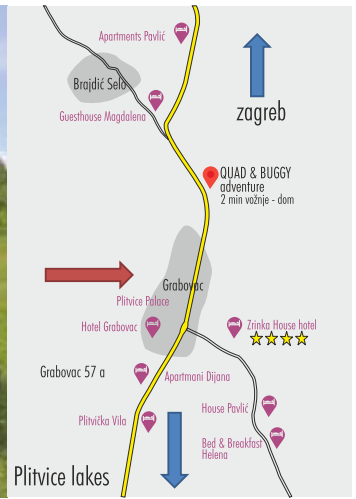 Apartments Pavlić
Brajdić Selo
Guesthouse Magdalena
zagreb
QUAD & BUGGY
adventure
2 min vožnje - dom
Grabovac
Plitvice Palace
Hotel Grabovac
Zrinka House hotel
Grabovac 57 a
Apartmani Dijana
House Pavlić
Plitvička Vila
Bed & Breakfast
Helena
Plitvice lakes